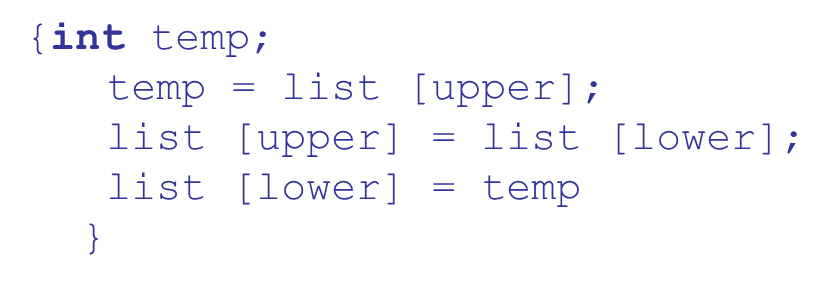 {int temp;
temp = list [upper];
list [upper] = list [lower];
list [lower] = temp
}